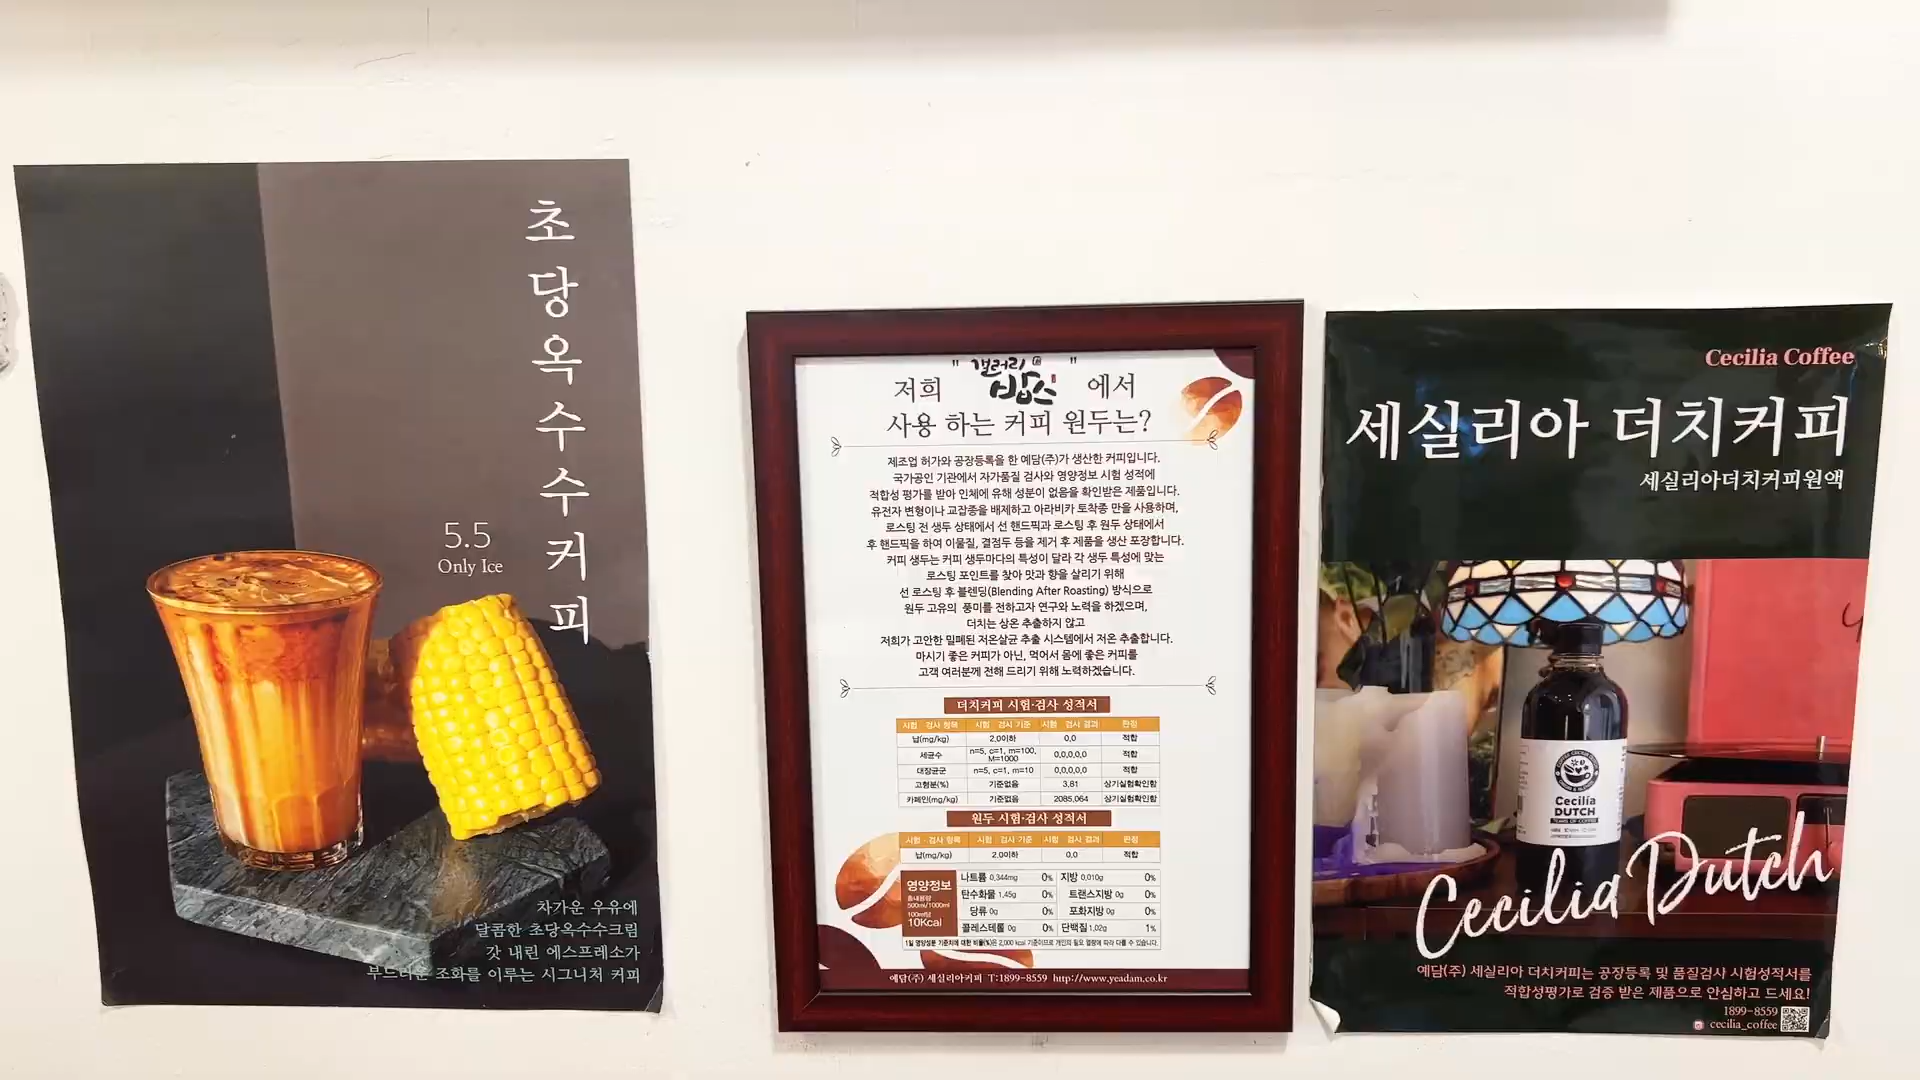 초당옥수수커피
5.5
Only Ice
차가운 우유에
달콤한 초당옥수수크림
갓 내린 에스프레소가
부드러운 조화를 이루는 시그니처 커피
저희 " 갤러리 밥스 " 에서
사용 하는 커피 원두는?
제조업 허가와 공장등록을 한 예담(주)가 생산한 커피입니다.
국가공인 기관에서 자가품질 검사와 영양정보 시험 성적에
적합성 평가를 받아 인체에 유해 성분이 없음을 확인받은 제품입니다.
유전자 변형이나 교잡종을 배제하고 아라비카 토착종 만을 사용하며,
로스팅 전 생두 상태에서 선 핸드픽과 로스팅 후 원두 상태에서
후 핸드픽을 하여 이물질, 결점두 등을 제거 후 제품을 생산 포장합니다.
커피 생두는 커피 생두마다의 특성이 달라 각 생두 특성에 맞는
로스팅 포인트를 찾아 맛과 향을 살리기 위해
선 로스팅 후 블렌딩(Blending After Roasting) 방식으로
원두 고유의 풍미를 전하고자 연구와 노력을 하겠으며,
더치는 상온 추출하지 않고
저희가 고안한 밀폐된 저온살균 추출 시스템에서 저온 추출합니다.
마시기 좋은 커피가 아닌, 먹어서 몸에 좋은 커피를
고객 여러분께 전해 드리기 위해 노력하겠습니다.
더치커피 시험·검사 성적서
시험·검사 항목 시험·검사 기준 시험·검사 결과 판정
납(mg/kg) 2.0이하 0.0 적합
세균수 n=5, c=1, m=100, M=1000 0,0,0,0,0 적합
대장균군 n=5, c=1, m=10 0,0,0,0,0 적합
고형분(%) 기준없음 3.81 상기실험확인함
카페인(mg/kg) 기준없음 2085.064 상기실험확인함
원두 시험·검사 성적서
시험·검사 항목 시험·검사 기준 시험·검사 결과 판정
납(mg/kg) 2.0이하 0.0 적합
영양정보
총내용량
500ml/1000ml
100ml당
10Kcal
나트륨 0.344mg 0% 지방 0.010g 0%
탄수화물 1.45g 0% 트랜스지방 0g 0%
당류 0g 0% 포화지방 0g 0%
콜레스테롤 0g 0% 단백질 1.02g 1%
1일 영양성분 기준치에 대한 비율(%)은 2,000 kcal 기준이므로 개인의 필요 열량에 따라 다를 수 있습니다.
예담(주) 세실리아커피 T:1899-8559 http://www.yeadam.co.kr
Cecilia Coffee
세실리아 더치커피
세실리아더치커피원액
Cecilia
DUTCH
TEARS OF COFFEE
Cecilia Dutch
예담(주) 세실리아 더치커피는 공장등록 및 품질검사 시험성적서를
적합성평가로 검증 받은 제품으로 안심하고 드세요!
1899-8559
cecilia_coffee